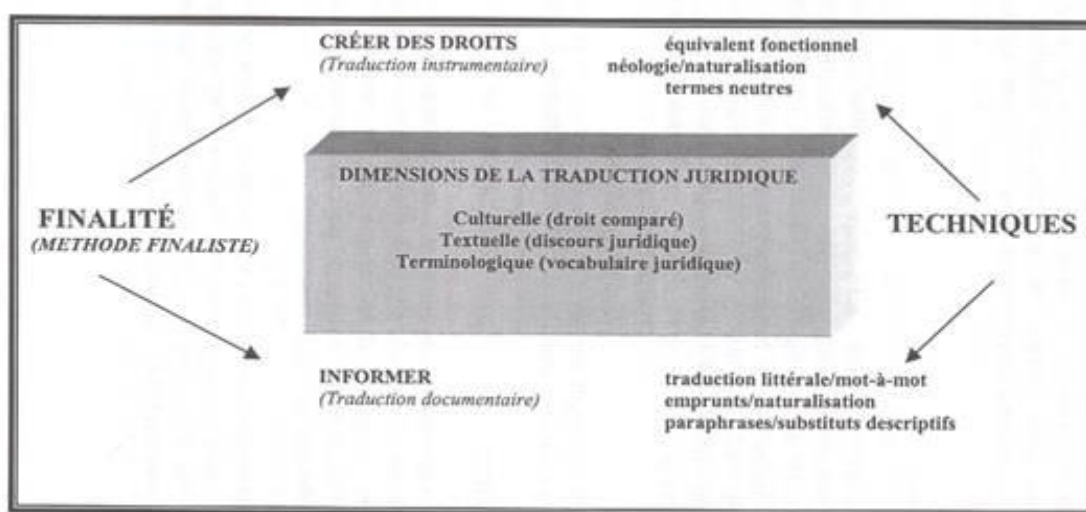 CRÉER DES DROITS
(Traduction instrumentaire)
équivalent fonctionnel
néologie/naturalisation
termes neutres
DIMENSIONS DE LA TRADUCTION JURIDIQUE
Culturelle (droit comparé)
Textuelle (discours juridique)
Terminologique (vocabulaire juridique)
FINALITÉ
(METHODE FINALISTE)
TECHNIQUES
INFORMER
(Traduction documentaire)
traduction littérale/mot-à-mot
emprunts/naturalisation
paraphrases/substituts descriptifs